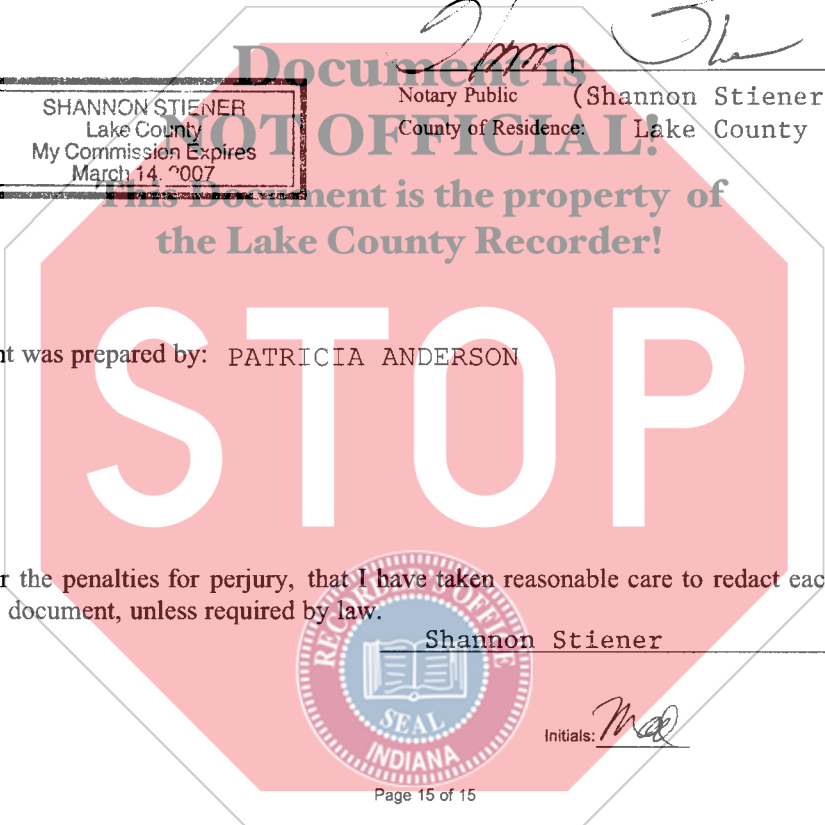 Document is
NOT OFFICIAL!
This Document is the property of
the Lake County Recorder!
STOP
SHANNON STIENER
Lake County
My Commission Expires
March 14, 2007
Notary Public (Shannon Stiener
County of Residence: Lake County
nt was prepared by: PATRICIA ANDERSON
r the penalties for perjury, that I have taken reasonable care to redact eac
document, unless required by law.
Shannon Stiener
RECORDER'S OFFICE
SEAL
INDIANA
Initials:
Page 15 of 15